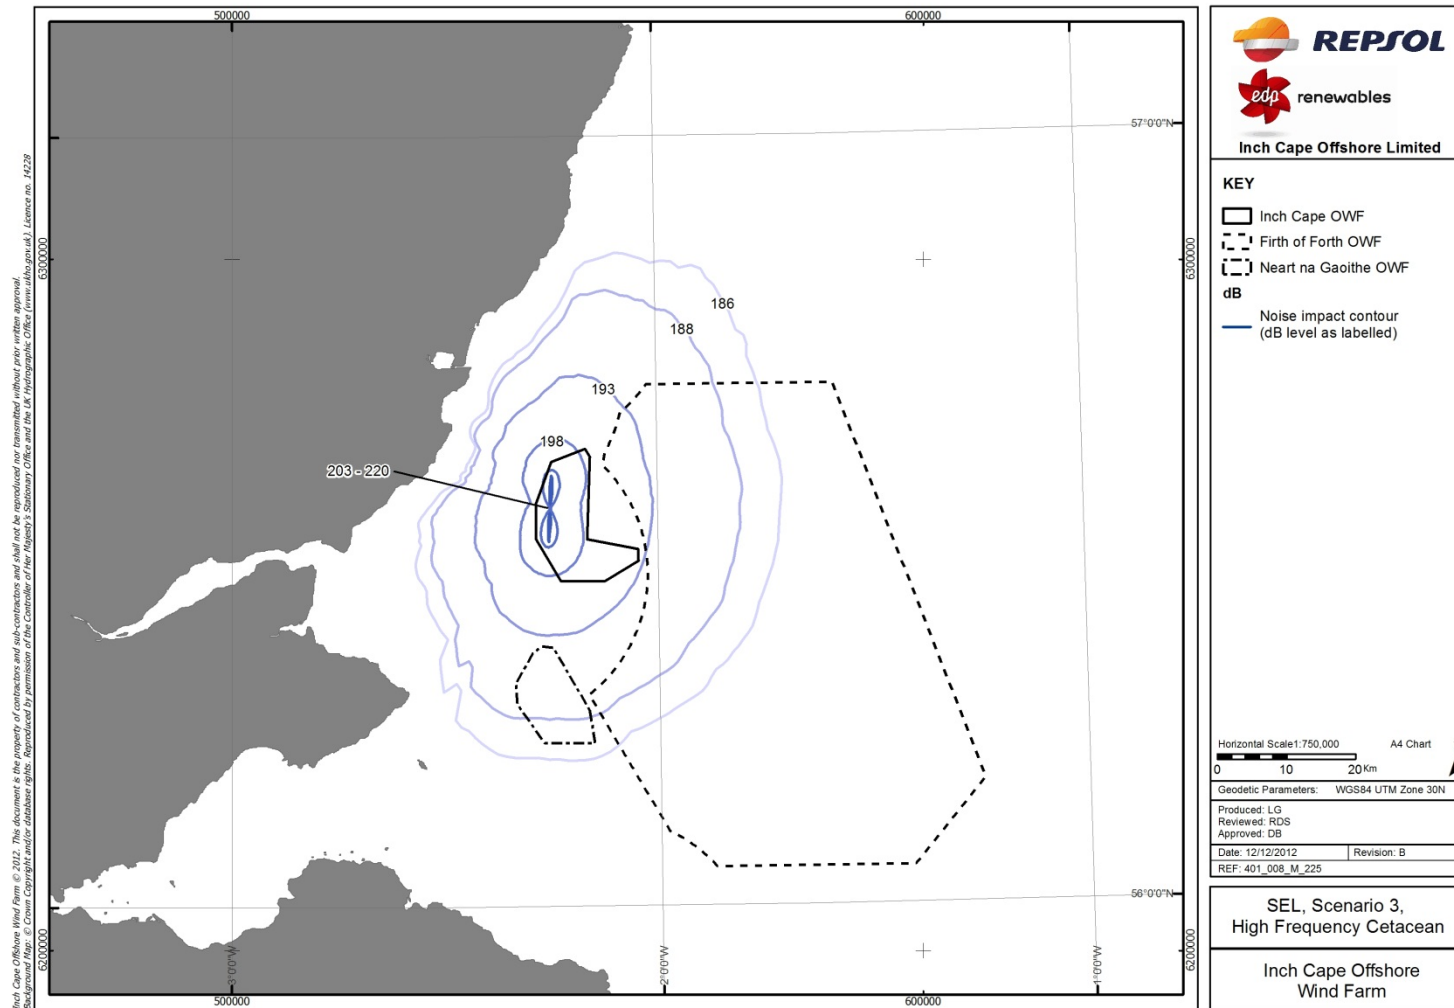 500000
600000
REPSOL
edp renewables
Inch Cape Offshore Limited
KEY
Inch Cape OWF
Firth of Forth OWF
Neart na Gaoithe OWF
dB
Noise impact contour
(dB level as labelled)
57°0'0"N
6300000
6300000
186
188
193
198
203 - 220
Inch Cape Offshore Wind Farm © 2012. This document is the property of contractors and sub-contractors and shall not be reproduced nor transmitted without prior written approval.
Background Map: © Crown Copyright and/or database rights. Reproduced by permission of the Controller of Her Majesty's Stationary Office and the UK Hydrographic Office (www.ukho.gov.uk). Licence no. 14228
Horizontal Scale1:750,000 A4 Chart
0 10 20 Km
Geodetic Parameters: WGS84 UTM Zone 30N
Produced: LG
Reviewed: RDS
Approved: DB
Date: 12/12/2012 Revision: B
REF: 401_008_M_225
56°0'0"N
6200000
6200000
3°0'0"W
2°0'0"W
1°0'0"W
500000
600000
SEL, Scenario 3,
High Frequency Cetacean
Inch Cape Offshore
Wind Farm